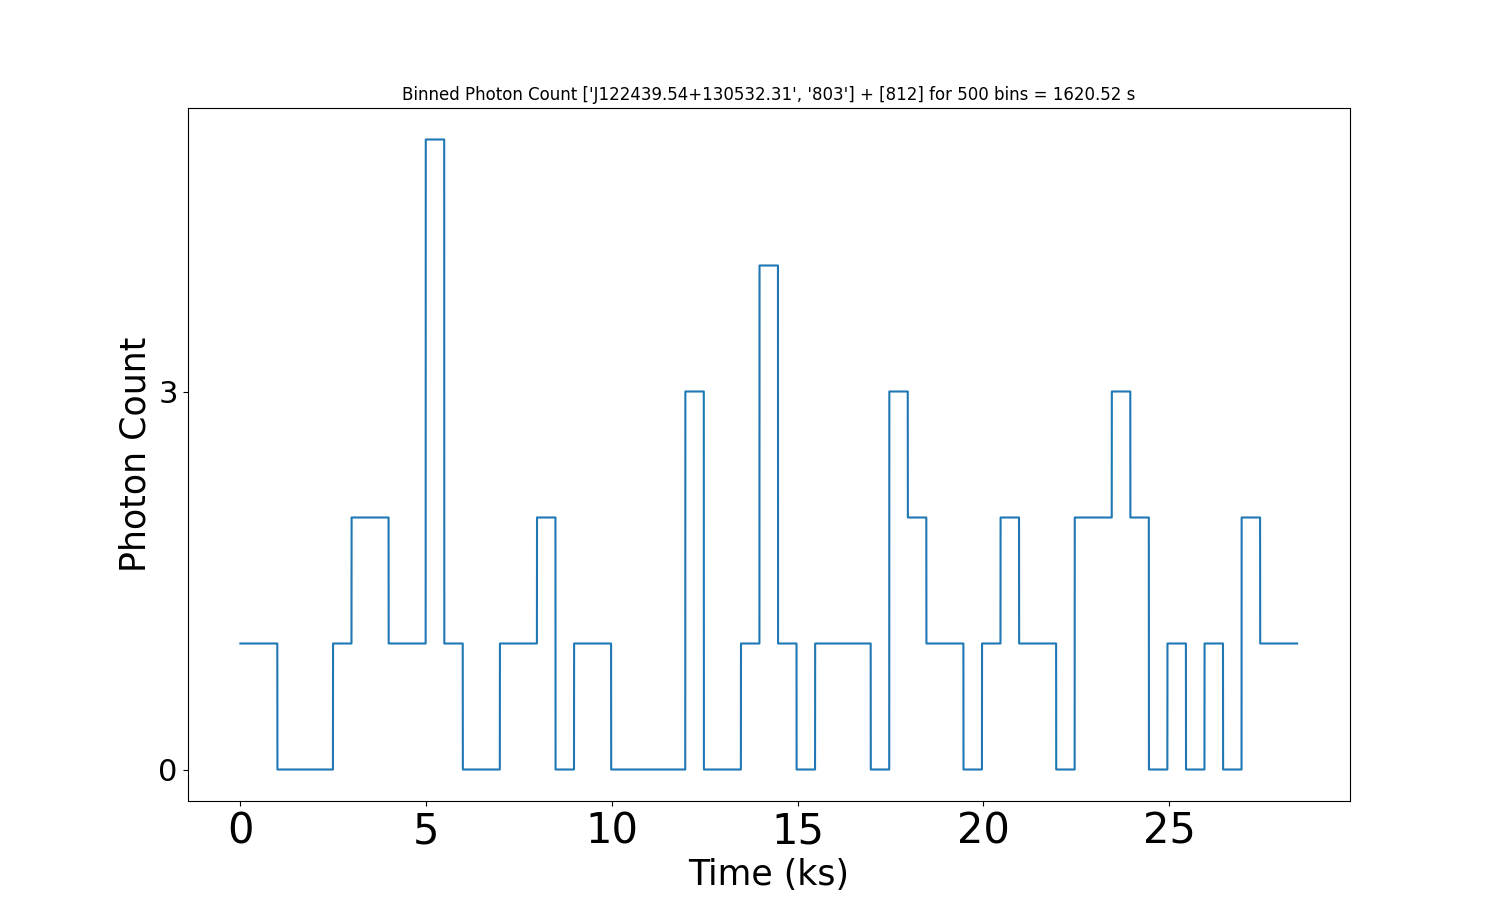 Binned Photon Count ['J122439.54+130532.31', '803'] + [812] for 500 bins = 1620.52 s
Photon Count
3
0
0 5 10 15 20 25
Time (ks)